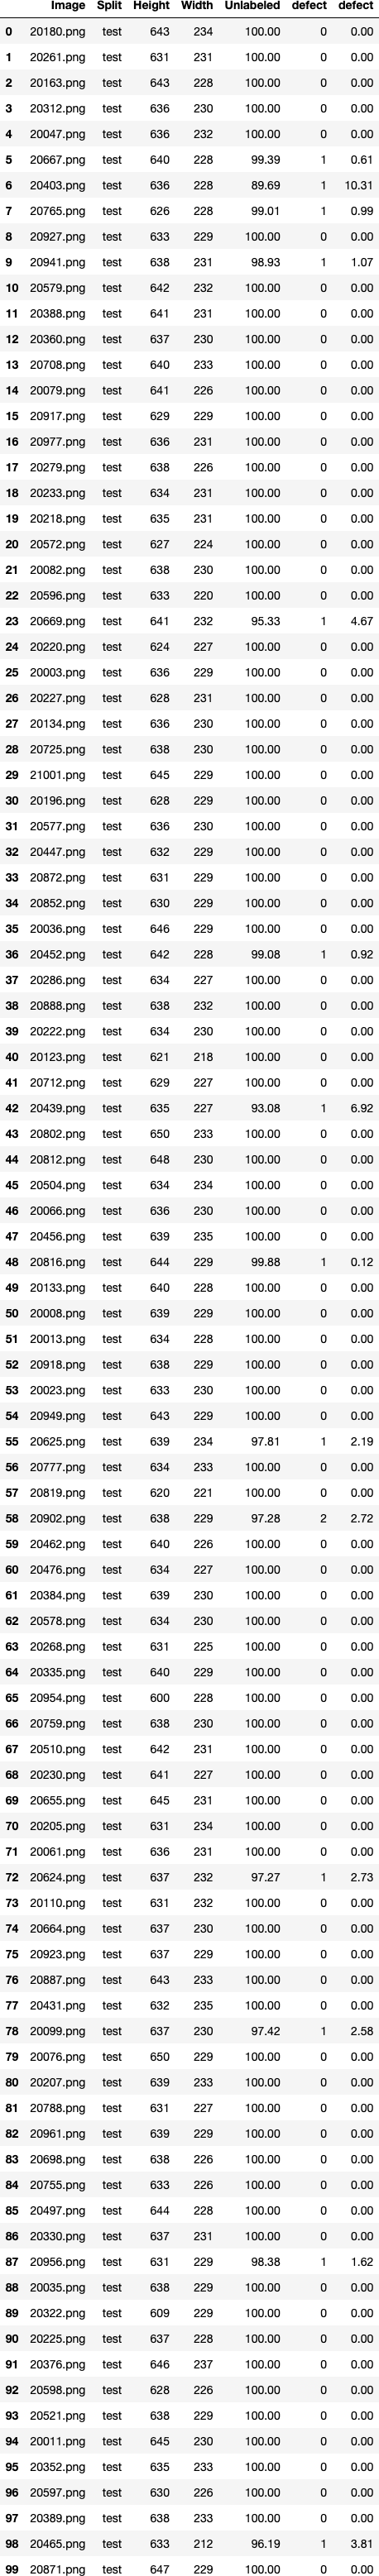 Image Split Height Width Unlabeled defect defect
0 20180.png test 643 234 100.00 0 0.00
1 20261.png test 631 231 100.00 0 0.00
2 20163.png test 643 228 100.00 0 0.00
3 20312.png test 636 230 100.00 0 0.00
4 20047.png test 636 232 100.00 0 0.00
5 20667.png test 640 228 99.39 1 0.61
6 20403.png test 636 228 89.69 1 10.31
7 20765.png test 626 228 99.01 1 0.99
8 20927.png test 633 229 100.00 0 0.00
9 20941.png test 638 231 98.93 1 1.07
10 20579.png test 642 232 100.00 0 0.00
11 20388.png test 641 231 100.00 0 0.00
12 20360.png test 637 230 100.00 0 0.00
13 20708.png test 640 233 100.00 0 0.00
14 20079.png test 641 226 100.00 0 0.00
15 20917.png test 629 229 100.00 0 0.00
16 20977.png test 636 231 100.00 0 0.00
17 20279.png test 638 226 100.00 0 0.00
18 20233.png test 634 231 100.00 0 0.00
19 20218.png test 635 231 100.00 0 0.00
20 20572.png test 627 224 100.00 0 0.00
21 20082.png test 638 230 100.00 0 0.00
22 20596.png test 633 220 100.00 0 0.00
23 20669.png test 641 232 95.33 1 4.67
24 20220.png test 624 227 100.00 0 0.00
25 20003.png test 636 229 100.00 0 0.00
26 20227.png test 628 231 100.00 0 0.00
27 20134.png test 636 230 100.00 0 0.00
28 20725.png test 638 230 100.00 0 0.00
29 21001.png test 645 229 100.00 0 0.00
30 20196.png test 628 229 100.00 0 0.00
31 20577.png test 636 230 100.00 0 0.00
32 20447.png test 632 229 100.00 0 0.00
33 20872.png test 631 229 100.00 0 0.00
34 20852.png test 630 229 100.00 0 0.00
35 20036.png test 646 229 100.00 0 0.00
36 20452.png test 642 228 99.08 1 0.92
37 20286.png test 634 227 100.00 0 0.00
38 20888.png test 638 232 100.00 0 0.00
39 20222.png test 634 230 100.00 0 0.00
40 20123.png test 621 218 100.00 0 0.00
41 20712.png test 629 227 100.00 0 0.00
42 20439.png test 635 227 93.08 1 6.92
43 20802.png test 650 233 100.00 0 0.00
44 20812.png test 648 230 100.00 0 0.00
45 20504.png test 634 234 100.00 0 0.00
46 20066.png test 636 230 100.00 0 0.00
47 20456.png test 639 235 100.00 0 0.00
48 20816.png test 644 229 99.88 1 0.12
49 20133.png test 640 228 100.00 0 0.00
50 20008.png test 639 229 100.00 0 0.00
51 20013.png test 634 228 100.00 0 0.00
52 20918.png test 638 229 100.00 0 0.00
53 20023.png test 633 230 100.00 0 0.00
54 20949.png test 643 229 100.00 0 0.00
55 20625.png test 639 234 97.81 1 2.19
56 20777.png test 634 233 100.00 0 0.00
57 20819.png test 620 221 100.00 0 0.00
58 20902.png test 638 229 97.28 2 2.72
59 20462.png test 640 226 100.00 0 0.00
60 20476.png test 634 227 100.00 0 0.00
61 20384.png test 639 230 100.00 0 0.00
62 20578.png test 634 230 100.00 0 0.00
63 20268.png test 631 225 100.00 0 0.00
64 20335.png test 640 229 100.00 0 0.00
65 20954.png test 600 228 100.00 0 0.00
66 20759.png test 638 230 100.00 0 0.00
67 20510.png test 642 231 100.00 0 0.00
68 20230.png test 641 227 100.00 0 0.00
69 20655.png test 645 231 100.00 0 0.00
70 20205.png test 631 234 100.00 0 0.00
71 20061.png test 636 231 100.00 0 0.00
72 20624.png test 637 232 97.27 1 2.73
73 20110.png test 631 232 100.00 0 0.00
74 20664.png test 637 230 100.00 0 0.00
75 20923.png test 637 229 100.00 0 0.00
76 20887.png test 643 233 100.00 0 0.00
77 20431.png test 632 235 100.00 0 0.00
78 20099.png test 637 230 97.42 1 2.58
79 20076.png test 650 229 100.00 0 0.00
80 20207.png test 639 233 100.00 0 0.00
81 20788.png test 631 227 100.00 0 0.00
82 20961.png test 639 229 100.00 0 0.00
83 20698.png test 638 226 100.00 0 0.00
84 20755.png test 633 226 100.00 0 0.00
85 20497.png test 644 228 100.00 0 0.00
86 20330.png test 637 231 100.00 0 0.00
87 20956.png test 631 229 98.38 1 1.62
88 20035.png test 638 229 100.00 0 0.00
89 20322.png test 609 229 100.00 0 0.00
90 20225.png test 637 228 100.00 0 0.00
91 20376.png test 646 237 100.00 0 0.00
92 20598.png test 628 226 100.00 0 0.00
93 20521.png test 638 229 100.00 0 0.00
94 20011.png test 645 230 100.00 0 0.00
95 20352.png test 635 233 100.00 0 0.00
96 20597.png test 630 226 100.00 0 0.00
97 20389.png test 638 233 100.00 0 0.00
98 20465.png test 633 212 96.19 1 3.81
99 20871.png test 647 229 100.00 0 0.00